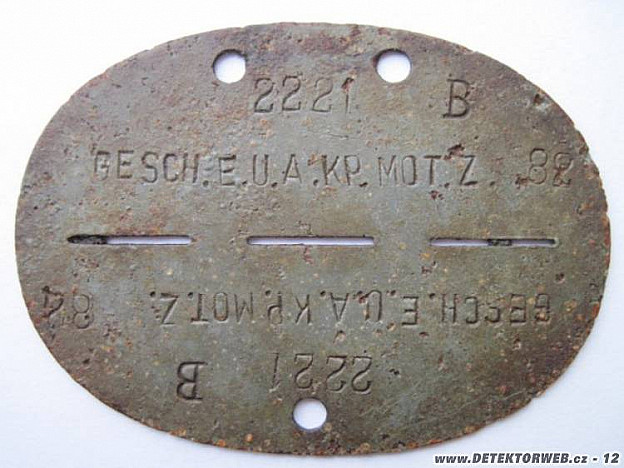 2221 B
GESCH.E.U.A.KP.MOT.Z. 82
GESCH.E.U.A.KP.MOT.Z.
2221 B
www.DETEKTORWEB.cz - 12